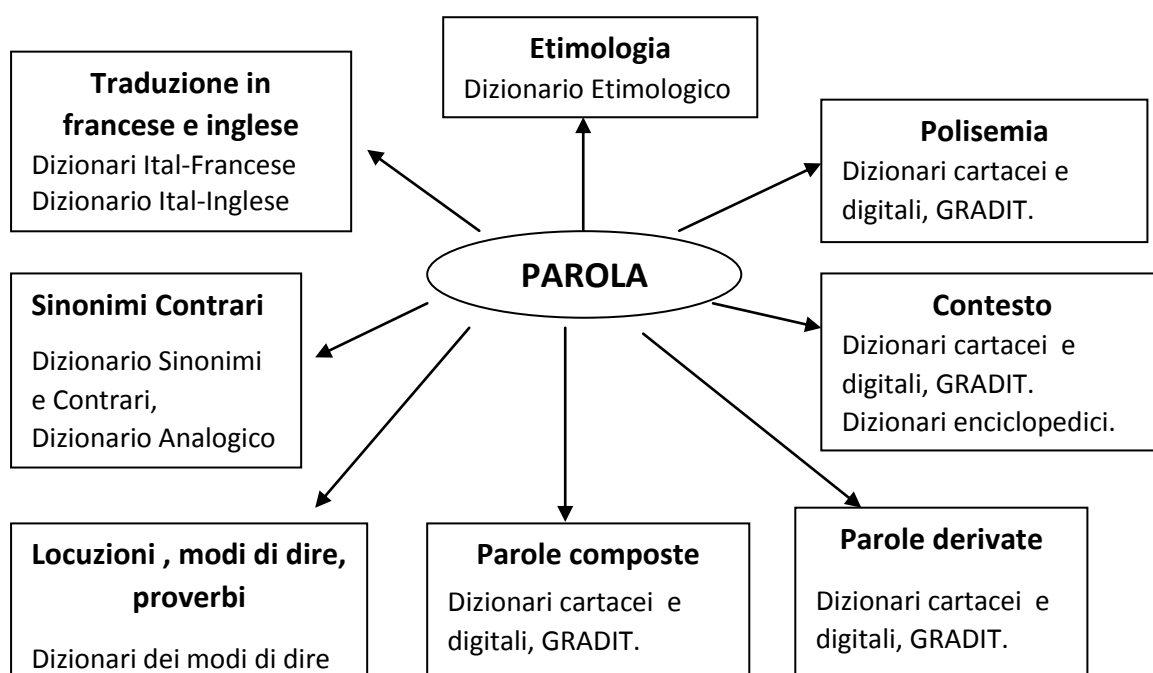 Etimologia
Dizionario Etimologico
Traduzione in
francese e inglese
Dizionari Ital-Francese
Dizionario Ital-Inglese
Polisemia
Dizionari cartacei e
digitali, GRADIT.
PAROLA
Sinonimi Contrari
Dizionario Sinonimi
e Contrari,
Dizionario Analogico
Contesto
Dizionari cartacei  e
digitali, GRADIT.
Dizionari enciclopedici.
Locuzioni , modi di dire,
proverbi
Dizionari dei modi di dire
Parole composte
Dizionari cartacei  e
digitali, GRADIT.
Parole derivate
Dizionari cartacei  e
digitali, GRADIT.